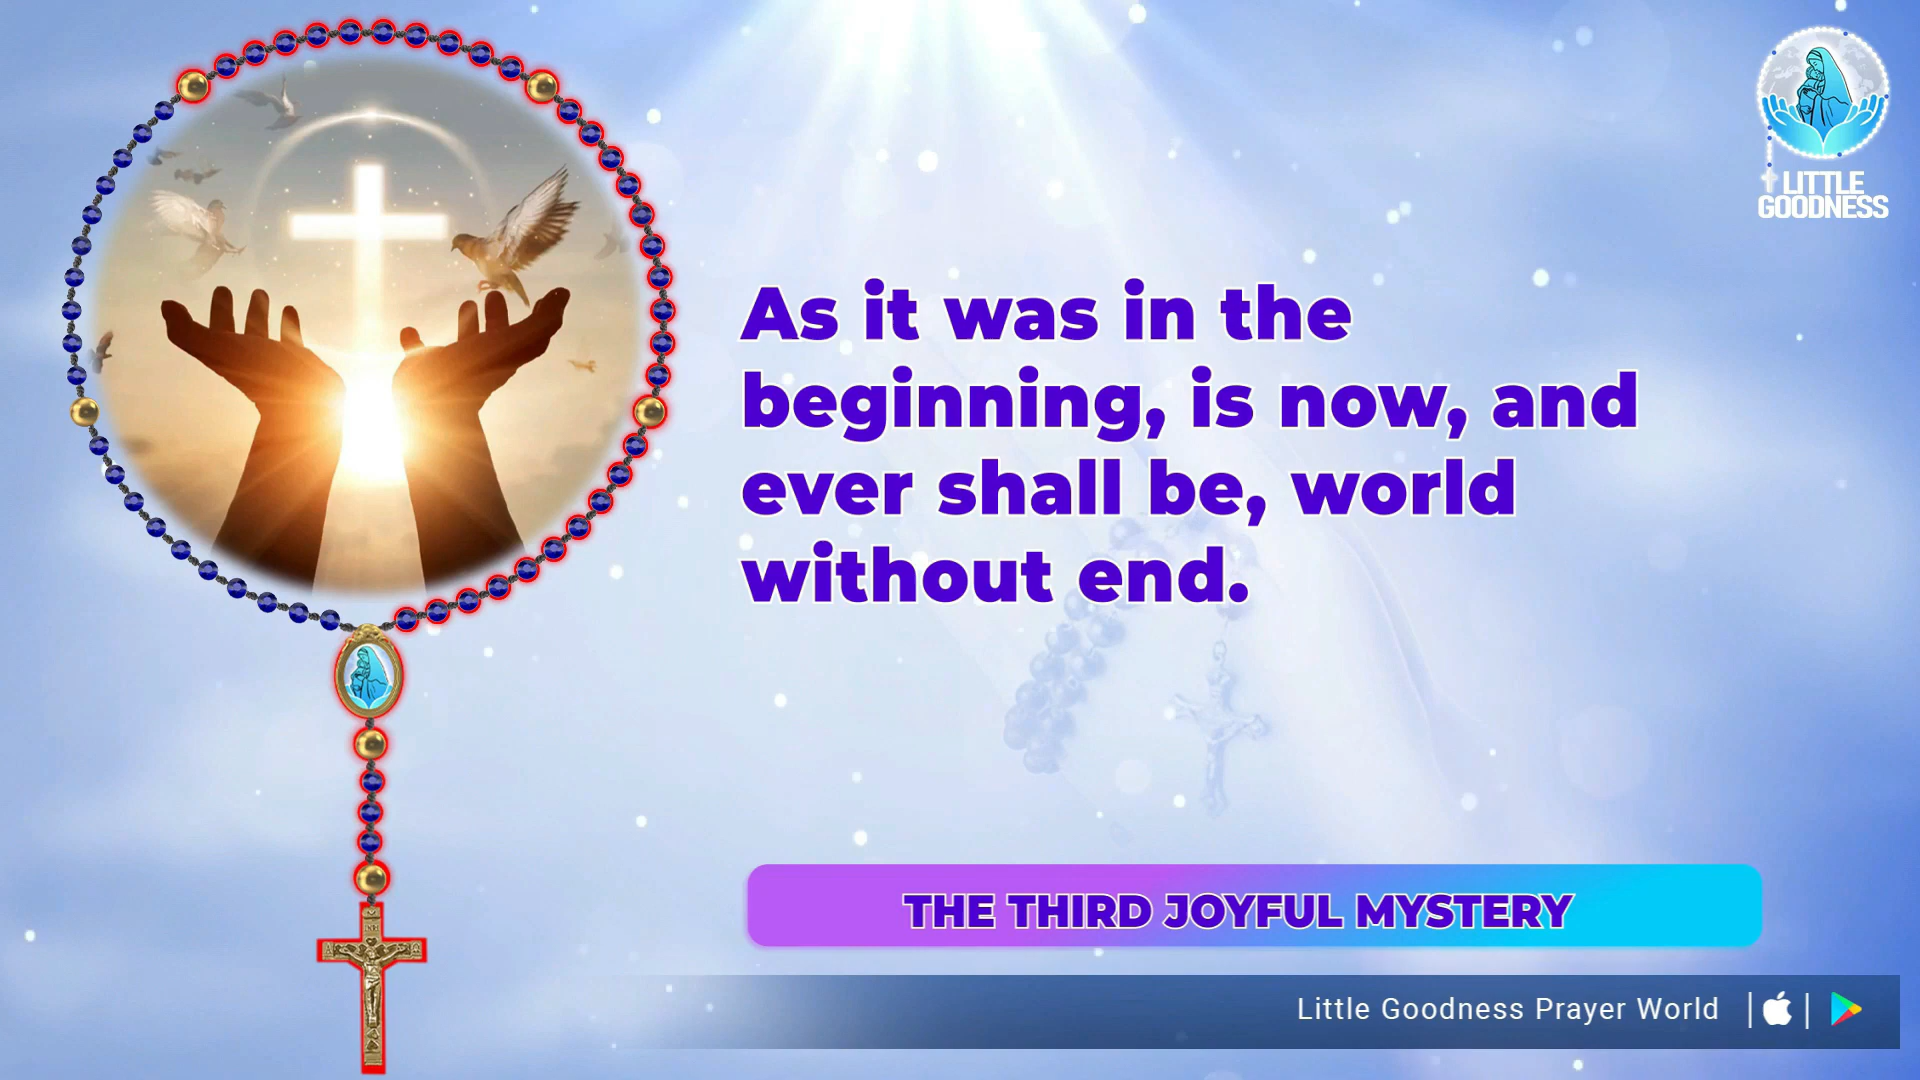 LITTLE
GOODNESS
As it was in the
beginning, is now, and
ever shall be, world
without end.
INRI
THE THIRD JOYFUL MYSTERY
Little Goodness Prayer World